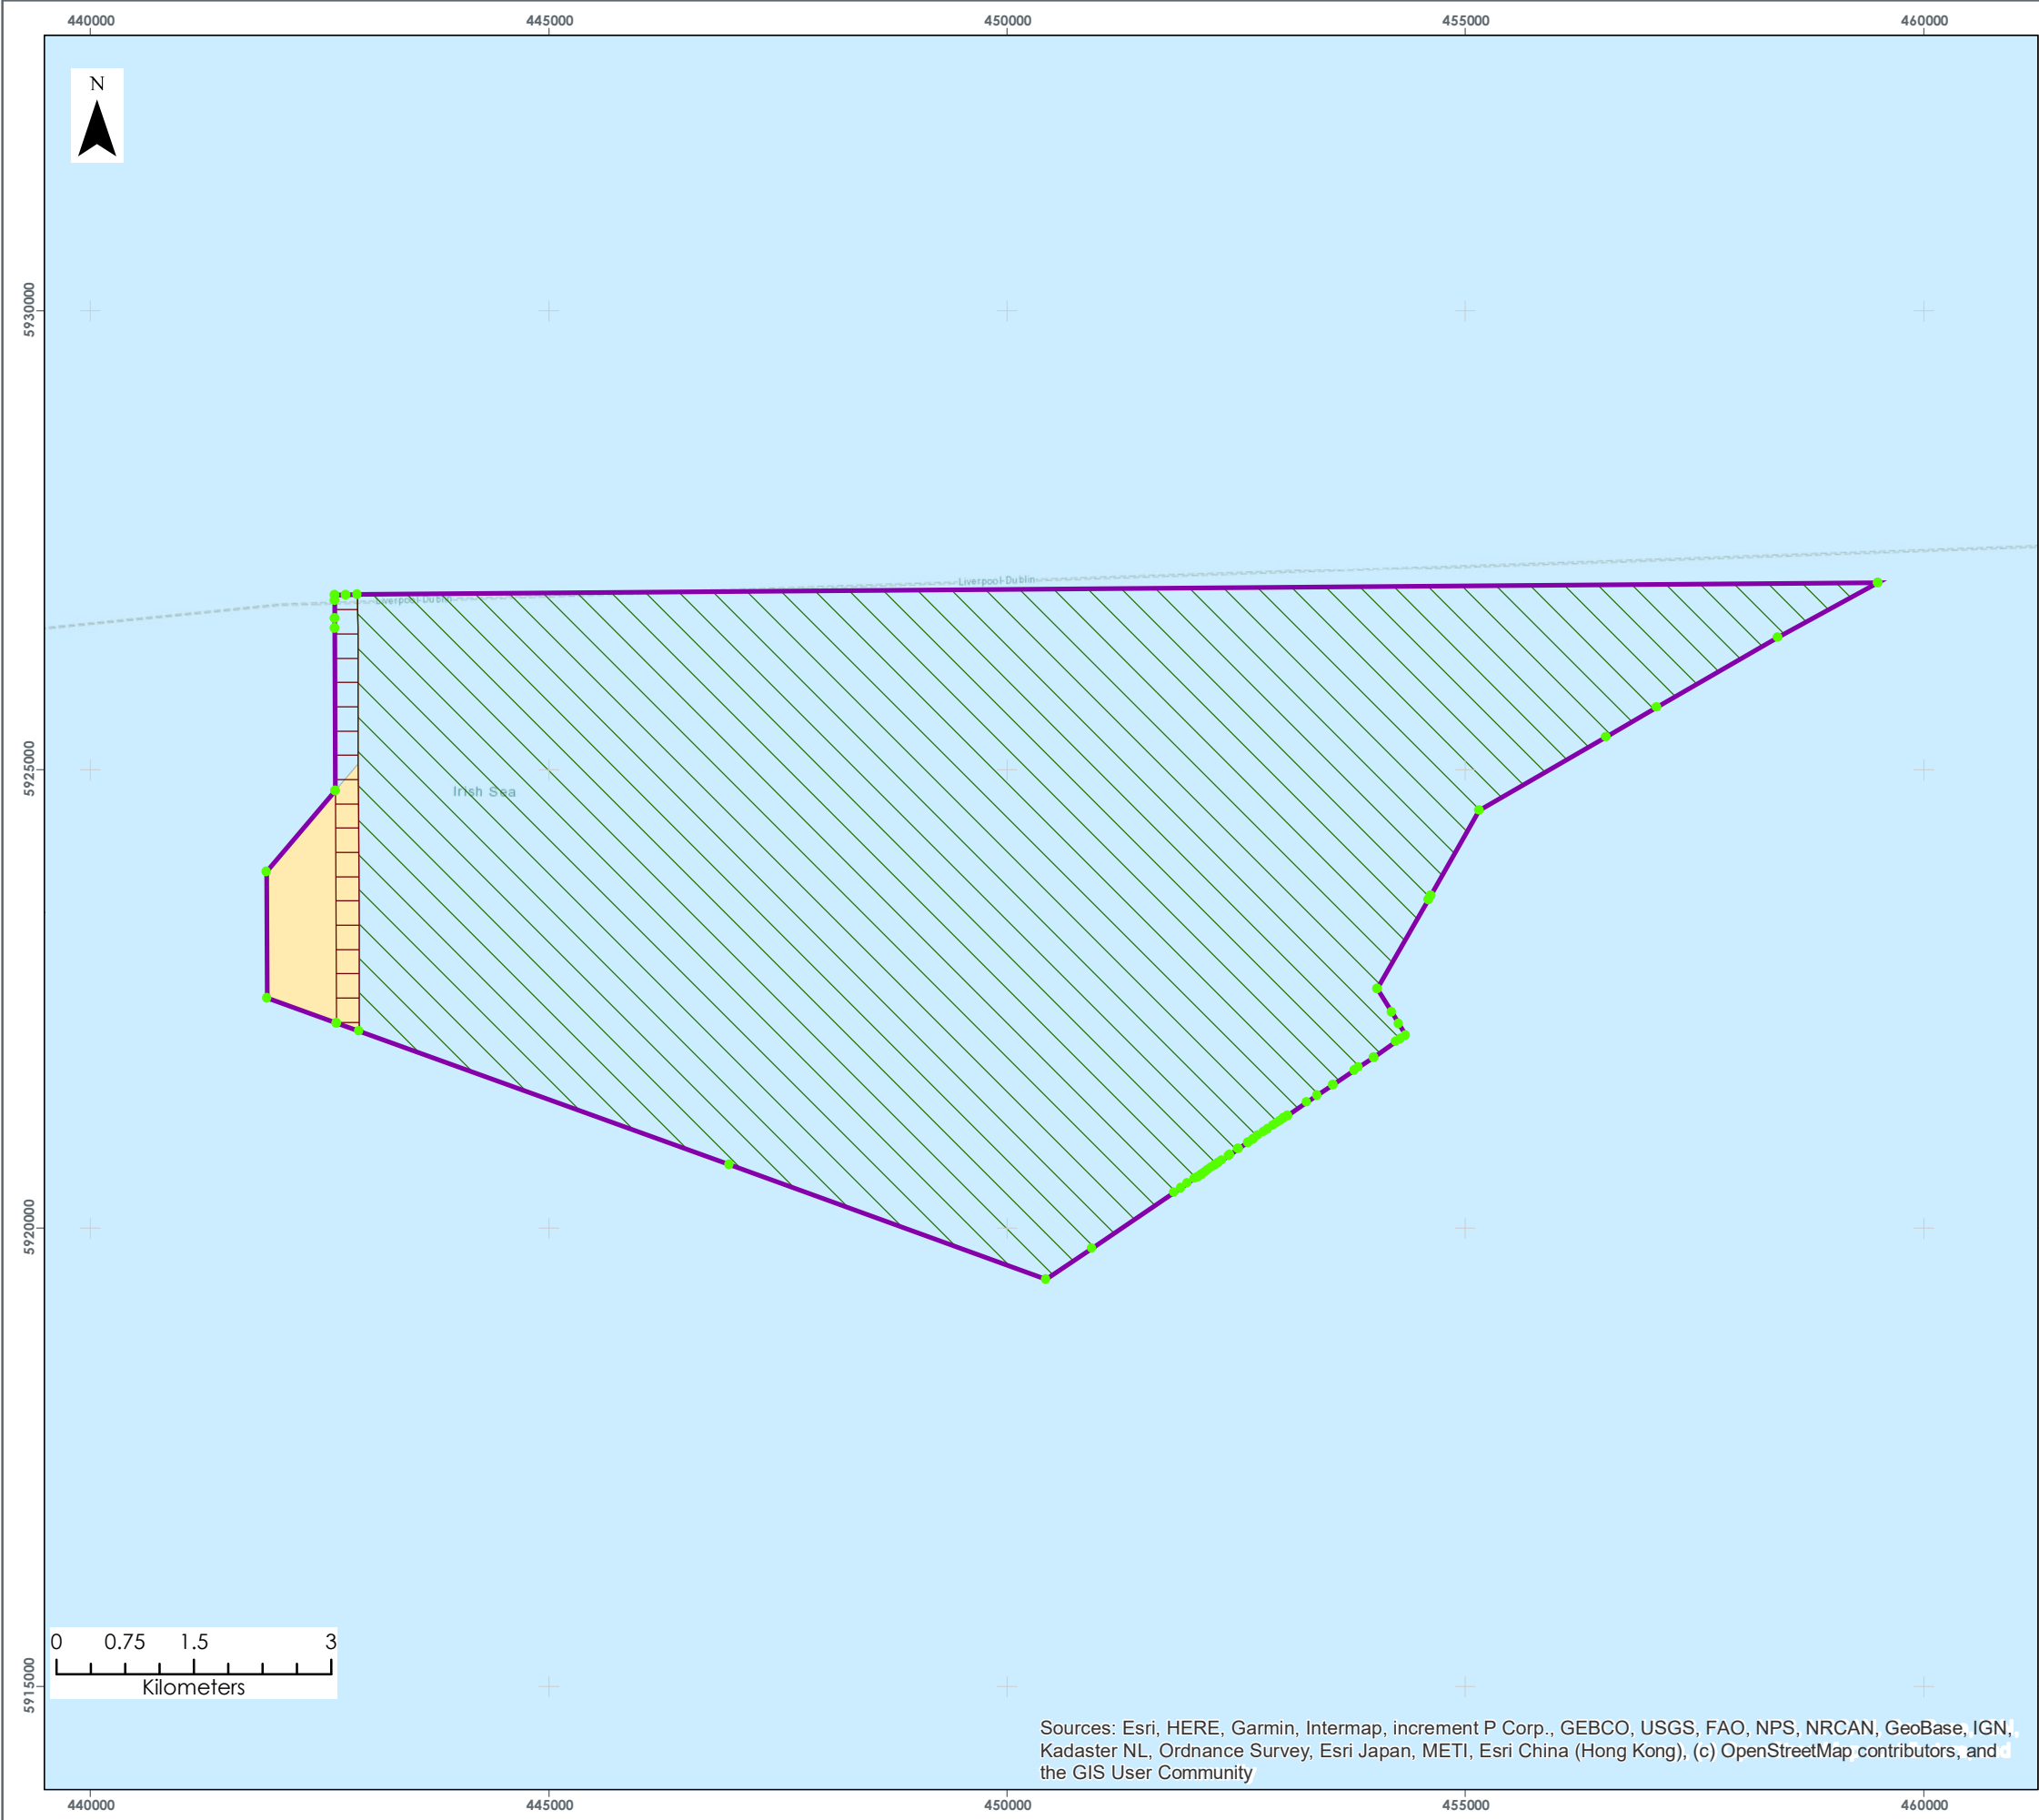 440000 445000 450000 455000 460000
N
5930000
Liverpool-Dublin
Liverpool-Dublin
5925000
Irish Sea
5920000
0 0.75 1.5 3
Kilometers
5915000
Sources: Esri, HERE, Garmin, Intermap, increment P Corp., GEBCO, USGS, FAO, NPS, NRCAN, GeoBase, IGN,
Kadaster NL, Ordnance Survey, Esri Japan, METI, Esri China (Hong Kong), (c) OpenStreetMap contributors, and
the GIS User Community
440000 445000 450000 455000 460000